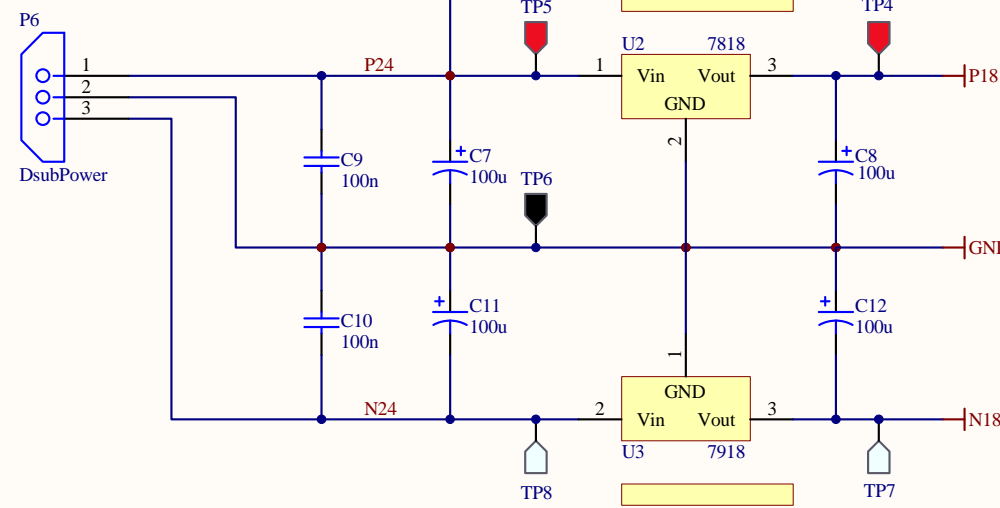 P6
TP5
TP4
U2 7818
1 P24 1 Vin Vout 3 P18
2 GND
3 2
C9 C7 C8
100n 100u 100u
DsubPower TP6
GND
C11 C12
C10 100u 100u
100n
1
GND
N24 2 Vin Vout 3 N18
U3 7918
TP8 TP7